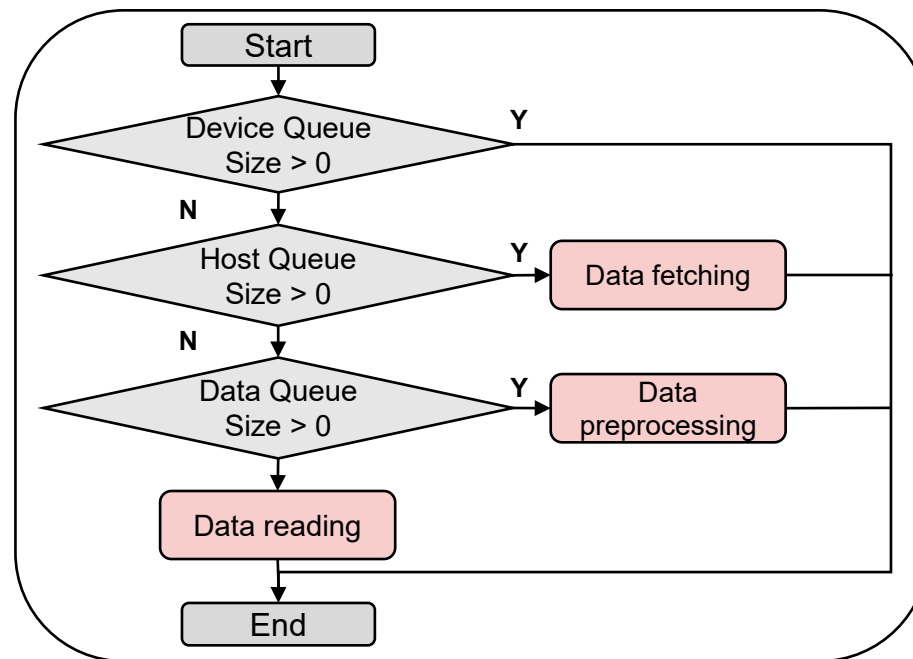 Start
Device Queue
Size > 0
Y
N
Host Queue
Size > 0
Y
Data fetching
N
Data Queue
Size > 0
Y
Data
preprocessing
Data reading
End